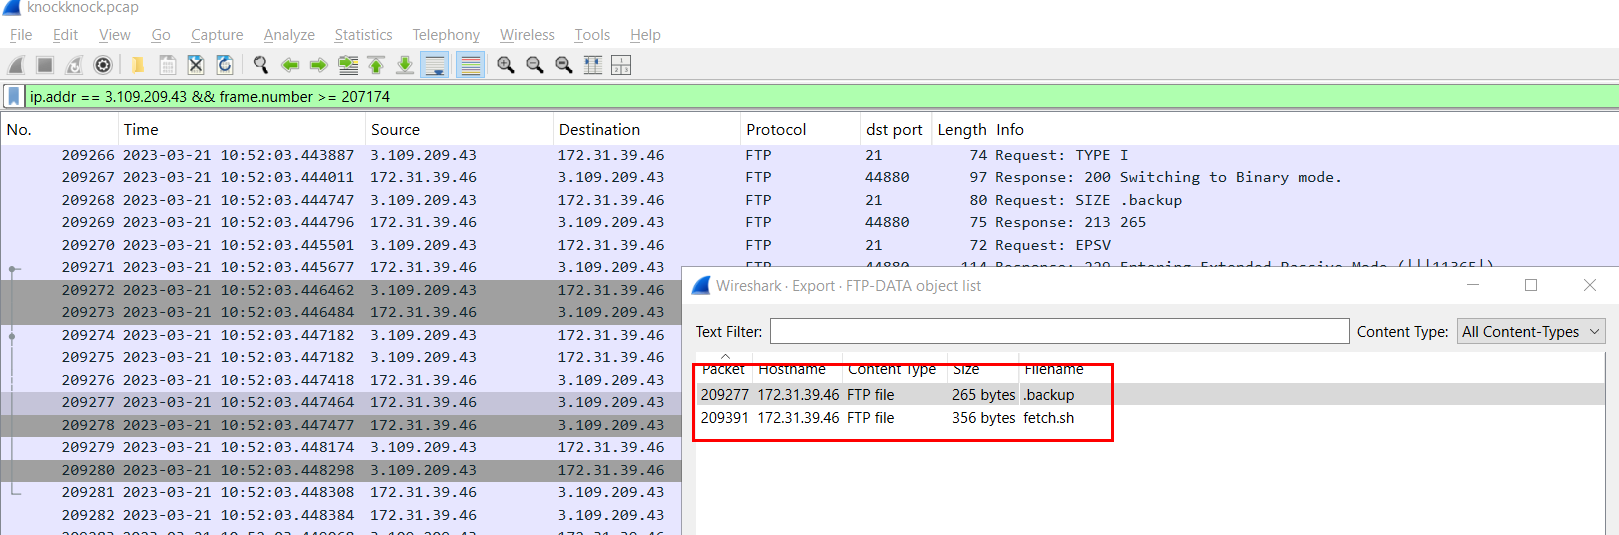 knockknock.pcap
File Edit View Go Capture Analyze Statistics Telephony Wireless Tools Help
ip.addr == 3.109.209.43 && frame.number >= 207174
No. Time Source Destination Protocol dst port Length Info
209266 2023-03-21 10:52:03.443887 3.109.209.43 172.31.39.46 FTP 21 74 Request: TYPE I
209267 2023-03-21 10:52:03.444011 172.31.39.46 3.109.209.43 FTP 44880 97 Response: 200 Switching to Binary mode.
209268 2023-03-21 10:52:03.444747 3.109.209.43 172.31.39.46 FTP 21 80 Request: SIZE .backup
209269 2023-03-21 10:52:03.444796 172.31.39.46 3.109.209.43 FTP 44880 75 Response: 213 265
209270 2023-03-21 10:52:03.445501 3.109.209.43 172.31.39.46 FTP 21 72 Request: EPSV
209271 2023-03-21 10:52:03.445677 172.31.39.46 3.109.209.43 FTP 44880 114 Response: 229 Entering Extended Passive Mode (|||11365|)
209272 2023-03-21 10:52:03.446462 3.109.209.43 172.31.39.46
209273 2023-03-21 10:52:03.446484 172.31.39.46 3.109.209.43
209274 2023-03-21 10:52:03.447182 3.109.209.43 172.31.39.46
209275 2023-03-21 10:52:03.447182 3.109.209.43 172.31.39.46
209276 2023-03-21 10:52:03.447418 172.31.39.46 3.109.209.43
209277 2023-03-21 10:52:03.447464 172.31.39.46 3.109.209.43
209278 2023-03-21 10:52:03.447477 172.31.39.46 3.109.209.43
209279 2023-03-21 10:52:03.448174 3.109.209.43 172.31.39.46
209280 2023-03-21 10:52:03.448298 3.109.209.43 172.31.39.46
209281 2023-03-21 10:52:03.448308 172.31.39.46 3.109.209.43
209282 2023-03-21 10:52:03.448384 172.31.39.46 3.109.209.43
Wireshark · Export · FTP-DATA object list
Text Filter: Content Type: All Content-Types
Packet Hostname Content Type Size Filename
209277 172.31.39.46 FTP file 265 bytes .backup
209391 172.31.39.46 FTP file 356 bytes fetch.sh